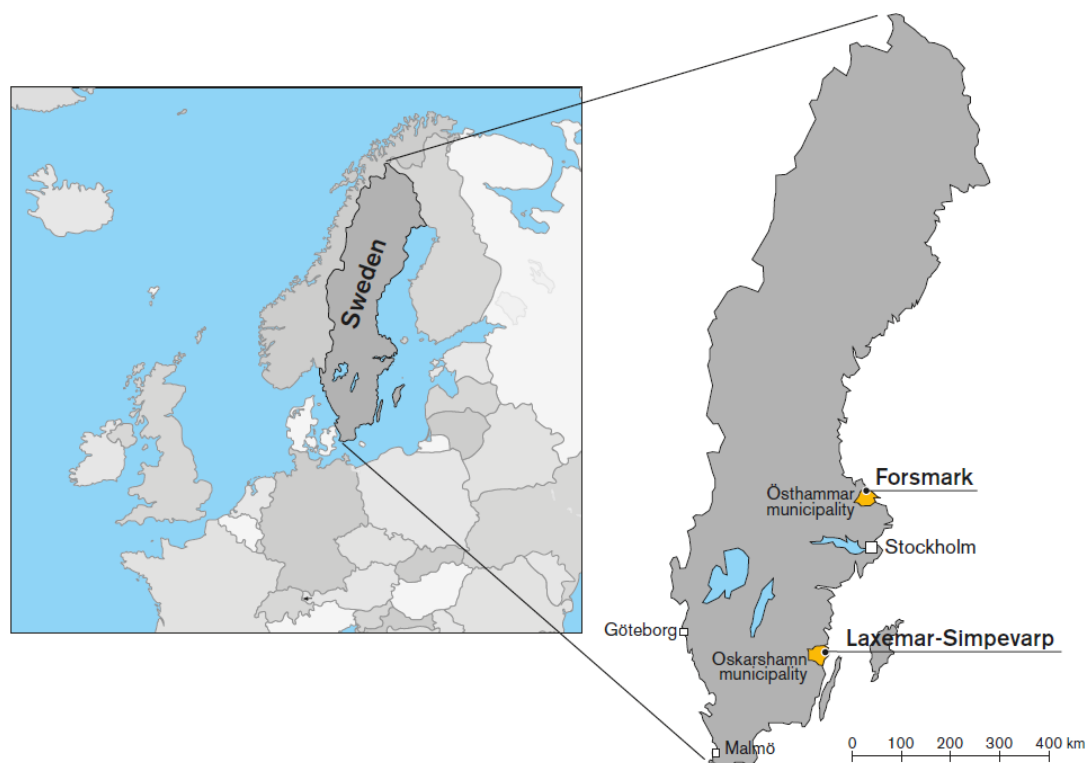 Sweden
Forsmark
Östhammar
municipality
Stockholm
Göteborg
Laxemar-Simpevarp
Oskarshamn
municipality
Malmö
0 100 200 300 400 km